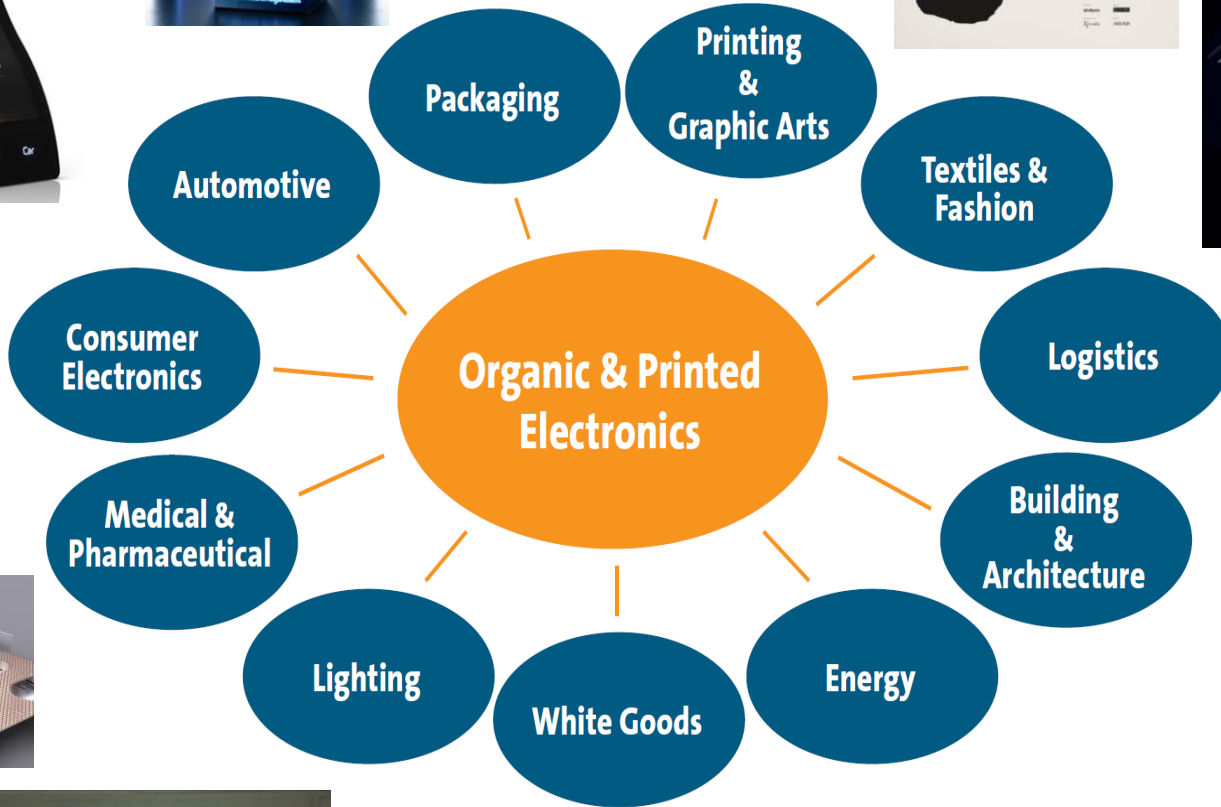 Printing
&
Graphic Arts
Packaging
Textiles &
Fashion
Automotive
Car
Consumer
Electronics
Organic & Printed
Electronics
Logistics
Medical &
Pharmaceutical
Building
&
Architecture
Lighting
White Goods
Energy